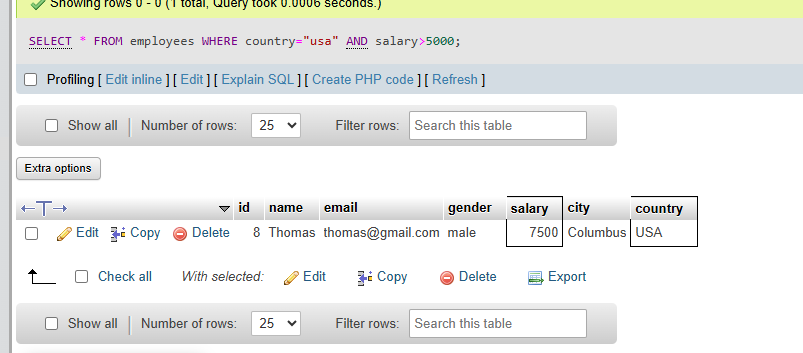 Showing rows 0 - 0 (1 total, Query took 0.0006 seconds.)
SELECT * FROM employees WHERE country="usa" AND salary>5000;
Profiling [ Edit inline ] [ Edit ] [ Explain SQL ] [ Create PHP code ] [ Refresh ]
Show all Number of rows: 25 Filter rows: Search this table
Extra options
id name email gender salary city country
Edit Copy Delete 8 Thomas thomas@gmail.com male 7500 Columbus USA
Check all With selected: Edit Copy Delete Export
Show all Number of rows: 25 Filter rows: Search this table